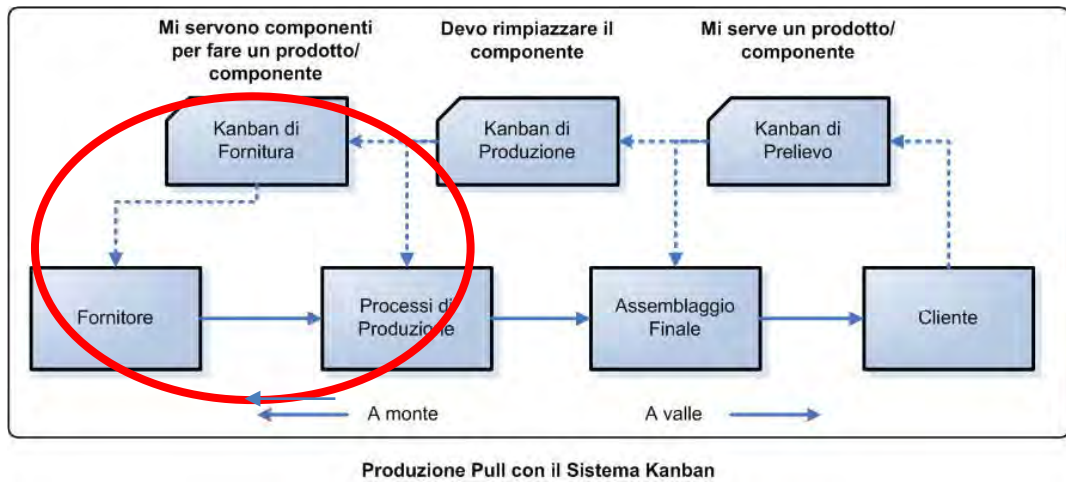 Mi servono componenti
per fare un prodotto/
componente
Devo rimpiazzare il
componente
Mi serve un prodotto/
componente
Kanban di
Fornitura
Kanban di
Produzione
Kanban di
Prelievo
Fornitore
Processi di
Produzione
Assemblaggio
Finale
Cliente
A monte
A valle
Produzione Pull con il Sistema Kanban